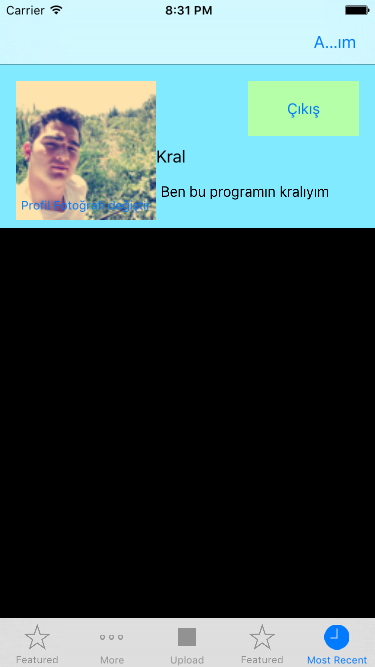 Carrier 8:31 PM
A...ım
Çıkış
Kral
Ben bu programın kralıyım
Profil Fotoğrafı değiştir
Featured More Upload Featured Most Recent